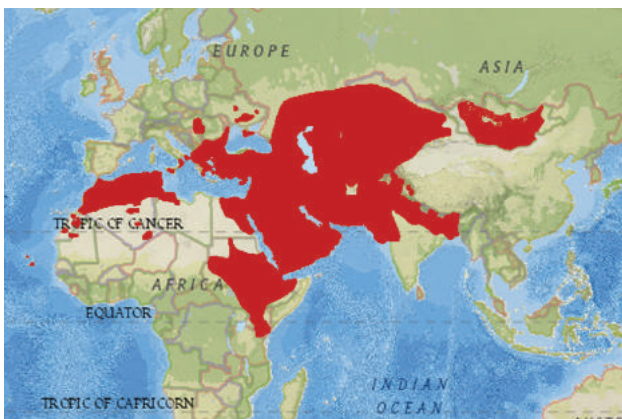 EUROPE
ASIA
TROPIC OF CANCER
AFRICA
EQUATOR
INDIAN
OCEAN
TROPIC OF CAPRICORN